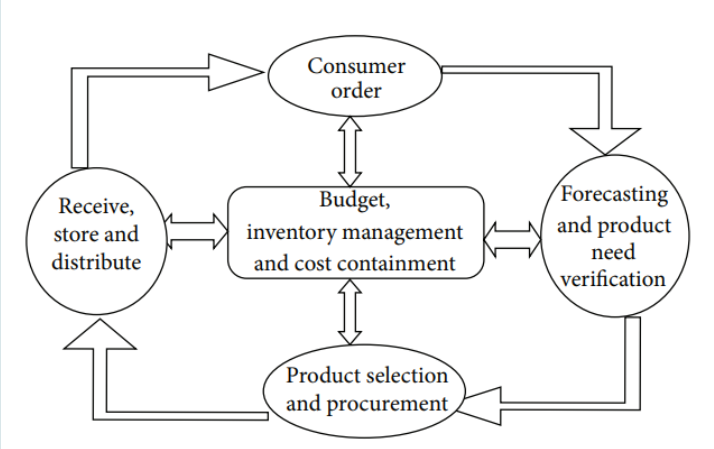 Consumer
order
Forecasting
and product
need
verification
Receive,
store and
distribute
Budget,
inventory management
and cost containment
Product selection
and procurement